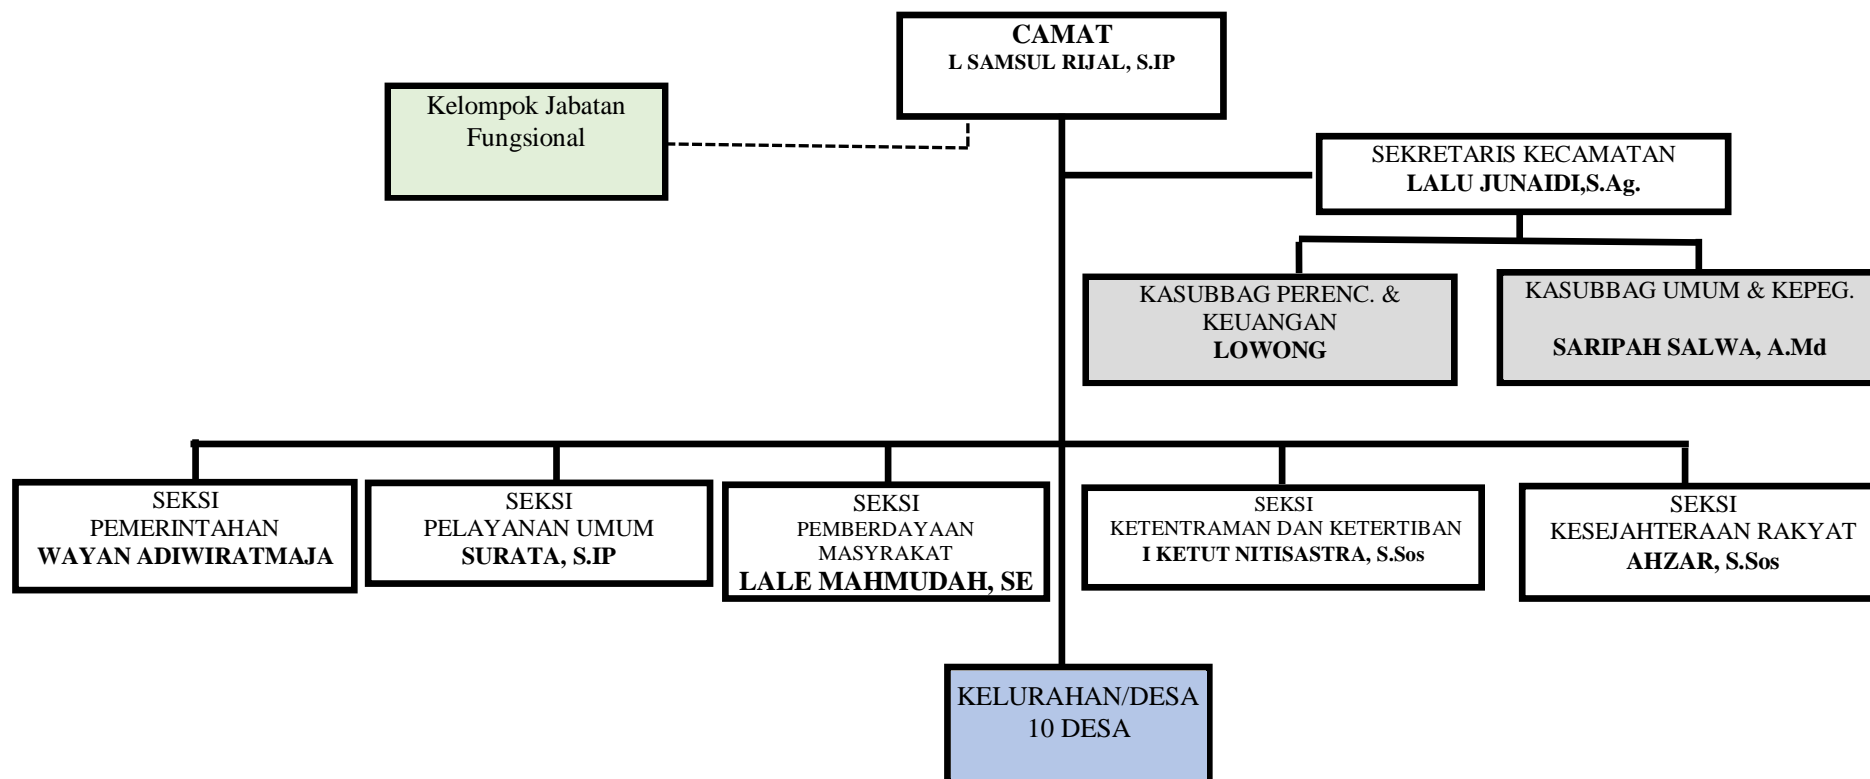 CAMAT
L SAMSUL RIJAL, S.IP
Kelompok Jabatan
Fungsional
SEKRETARIS KECAMATAN
LALU JUNAIDI,S.Ag.
KASUBBAG PERENC. &
KEUANGAN
LOWONG
KASUBBAG UMUM & KEPEG.
SARIPAH SALWA, A.Md
SEKSI
PEMERINTAHAN
WAYAN ADIWIRATMAJA
SEKSI
PELAYANAN UMUM
SURATA, S.IP
SEKSI
PEMBERDAYAAN
MASYRAKAT
LALE MAHMUDAH, SE
SEKSI
KETENTRAMAN DAN KETERTIBAN
I KETUT NITISASTRA, S.Sos
SEKSI
KESEJAHTERAAN RAKYAT
AHZAR, S.Sos
KELURAHAN/DESA
10 DESA